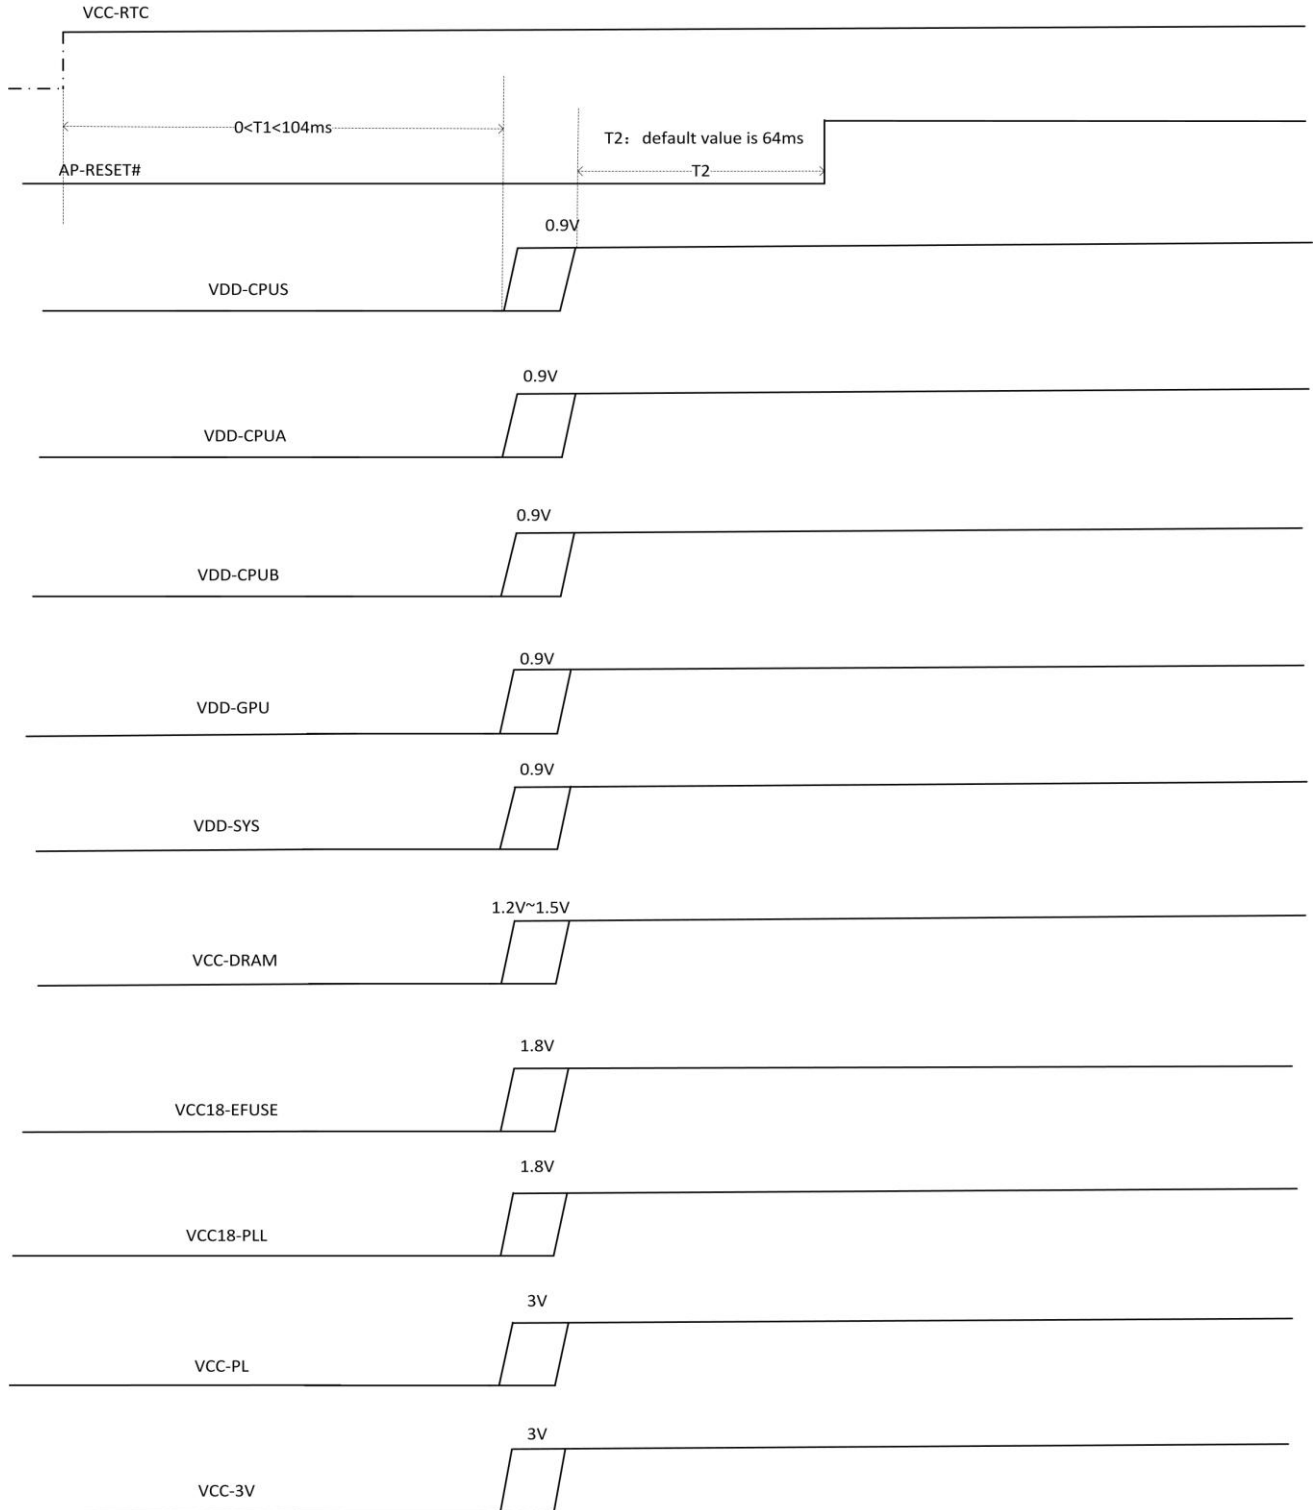 VCC-RTC
0<T1<104ms
T2： default value is 64ms
AP-RESET#
T2
0.9V
VDD-CPUS
0.9V
VDD-CPUA
0.9V
VDD-CPUB
0.9V
VDD-GPU
0.9V
VDD-SYS
1.2V~1.5V
VCC-DRAM
1.8V
VCC18-EFUSE
1.8V
VCC18-PLL
3V
VCC-PL
3V
VCC-3V